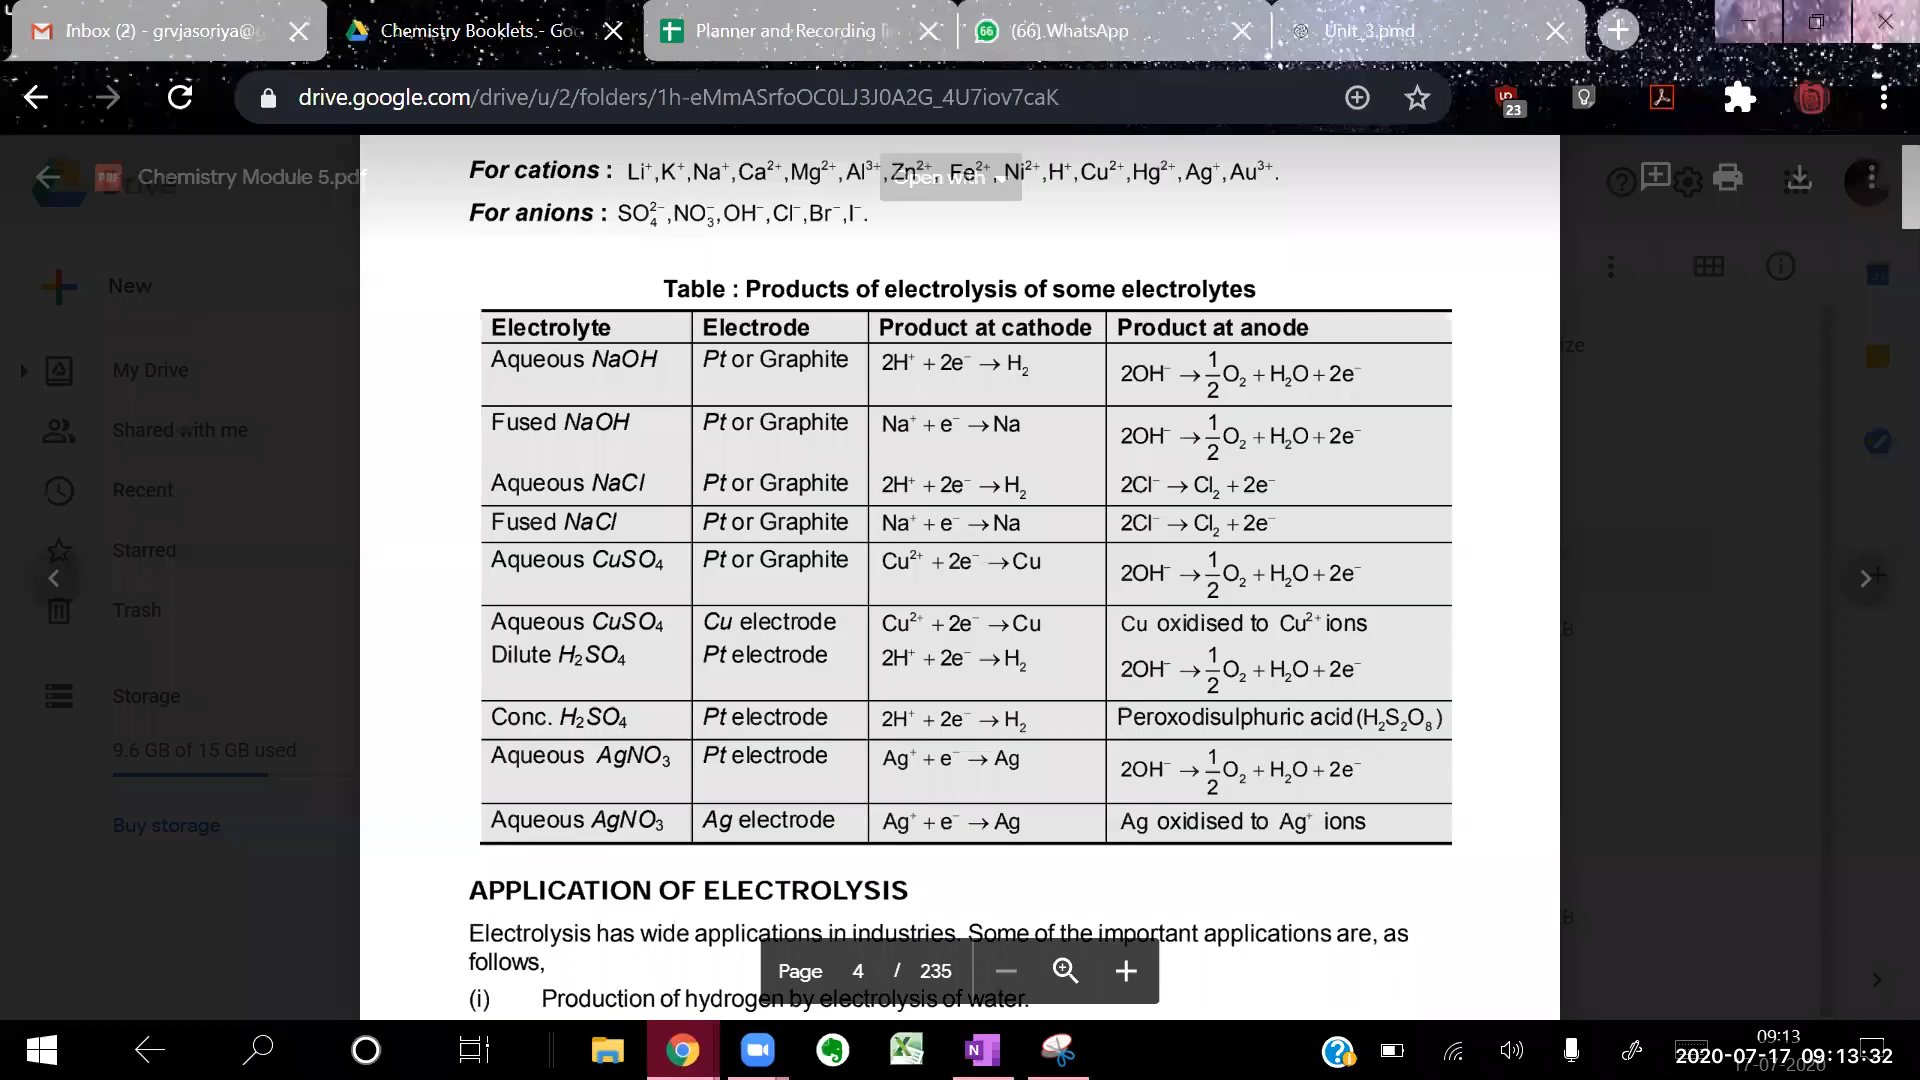 Inbox (2) - grvjasoriya@g
Chemistry Booklets - Goo
Planner and Recording li
(66) WhatsApp
Unit_3.pmd
drive.google.com/drive/u/2/folders/1h-eMmASrfoOC0LJ3J0A2G_4U7iov7caK
23
Chemistry Module 5.pdf
Open with
For cations : Li⁺,K⁺,Na⁺,Ca²⁺,Mg²⁺,Al³⁺,Zn²⁺, Fe²⁺,Ni²⁺,H⁺,Cu²⁺,Hg²⁺,Ag⁺,Au³⁺.
For anions : SO₄²⁻,NO₃⁻,OH⁻,Cl⁻,Br⁻,I⁻.
New
My Drive
Shared with me
Recent
Starred
Trash
Storage
9.6 GB of 15 GB used
Buy storage
Table : Products of electrolysis of some electrolytes
Electrolyte Electrode Product at cathode Product at anode
Aqueous NaOH Pt or Graphite 2H⁺ + 2e⁻ → H₂ 2OH⁻ → 1/2 O₂ + H₂O + 2e⁻
Fused NaOH Pt or Graphite Na⁺ + e⁻ → Na 2OH⁻ → 1/2 O₂ + H₂O + 2e⁻
Aqueous NaCl Pt or Graphite 2H⁺ + 2e⁻ → H₂ 2Cl⁻ → Cl₂ + 2e⁻
Fused NaCl Pt or Graphite Na⁺ + e⁻ → Na 2Cl⁻ → Cl₂ + 2e⁻
Aqueous CuSO₄ Pt or Graphite Cu²⁺ + 2e⁻ → Cu 2OH⁻ → 1/2 O₂ + H₂O + 2e⁻
Aqueous CuSO₄ Cu electrode Cu²⁺ + 2e⁻ → Cu Cu oxidised to Cu²⁺ ions
Dilute H₂SO₄ Pt electrode 2H⁺ + 2e⁻ → H₂ 2OH⁻ → 1/2 O₂ + H₂O + 2e⁻
Conc. H₂SO₄ Pt electrode 2H⁺ + 2e⁻ → H₂ Peroxodisulphuric acid (H₂S₂O₈)
Aqueous AgNO₃ Pt electrode Ag⁺ + e⁻ → Ag 2OH⁻ → 1/2 O₂ + H₂O + 2e⁻
Aqueous AgNO₃ Ag electrode Ag⁺ + e⁻ → Ag Ag oxidised to Ag⁺ ions
APPLICATION OF ELECTROLYSIS
Electrolysis has wide applications in industries. Some of the important applications are, as
follows,
Page 4 / 235
(i) Production of hydrogen by electrolysis of water.
09:13
2020-07-17 09:13:32
17-07-2020